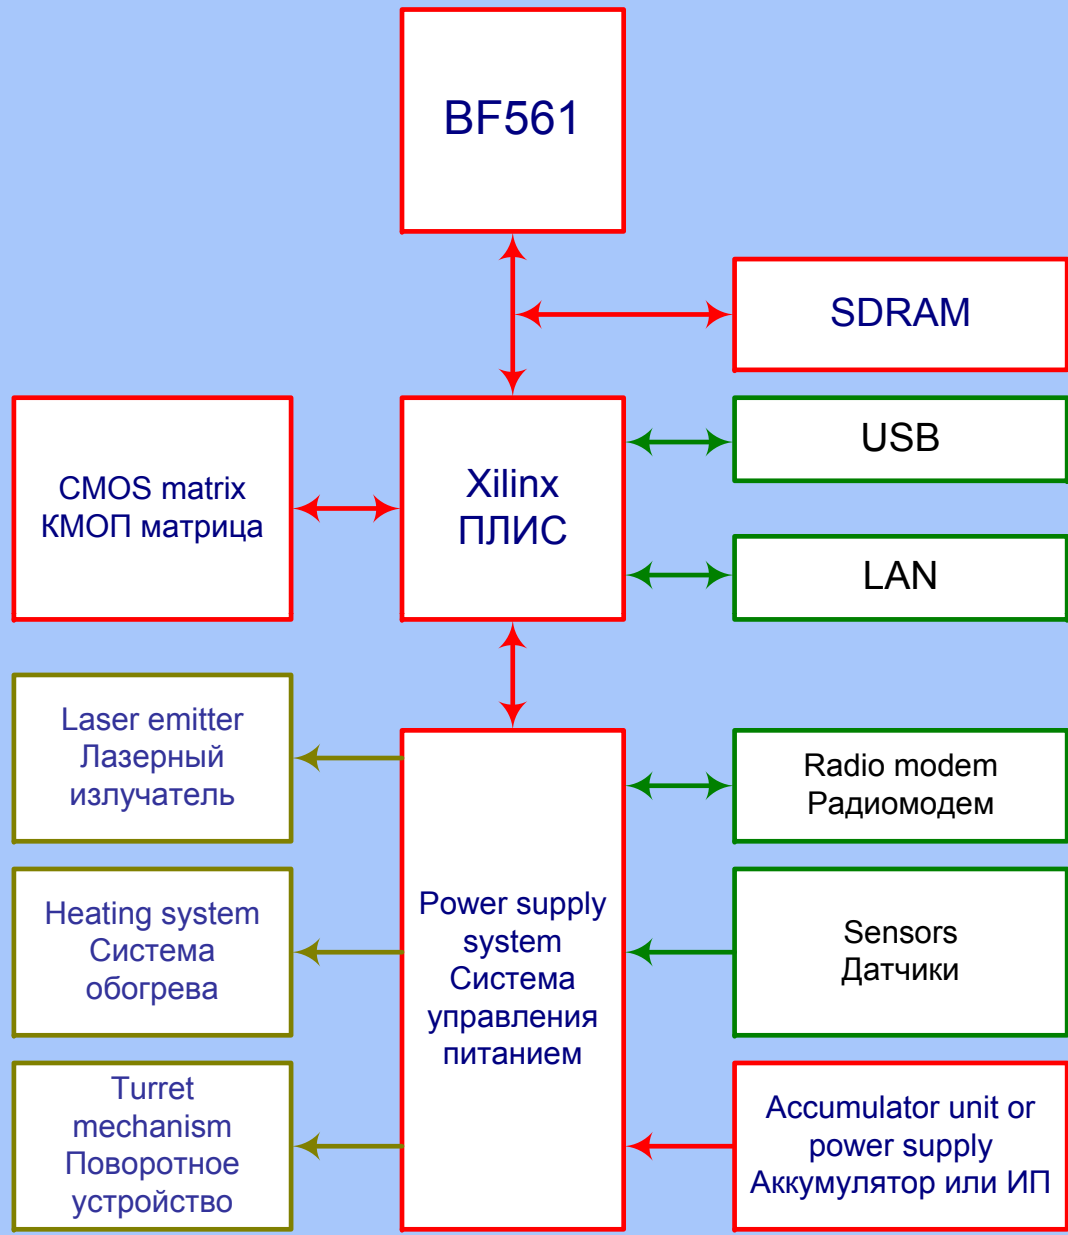 BF561
SDRAM
USB
CMOS matrix
КМОП матрица
Xilinx
ПЛИС
LAN
Laser emitter
Лазерный
излучатель
Radio modem
Радиомодем
Heating system
Система
обогрева
Power supply
system
Система
управления
питанием
Sensors
Датчики
Turret
mechanism
Поворотное
устройство
Accumulator unit or
power supply
Аккумулятор или ИП